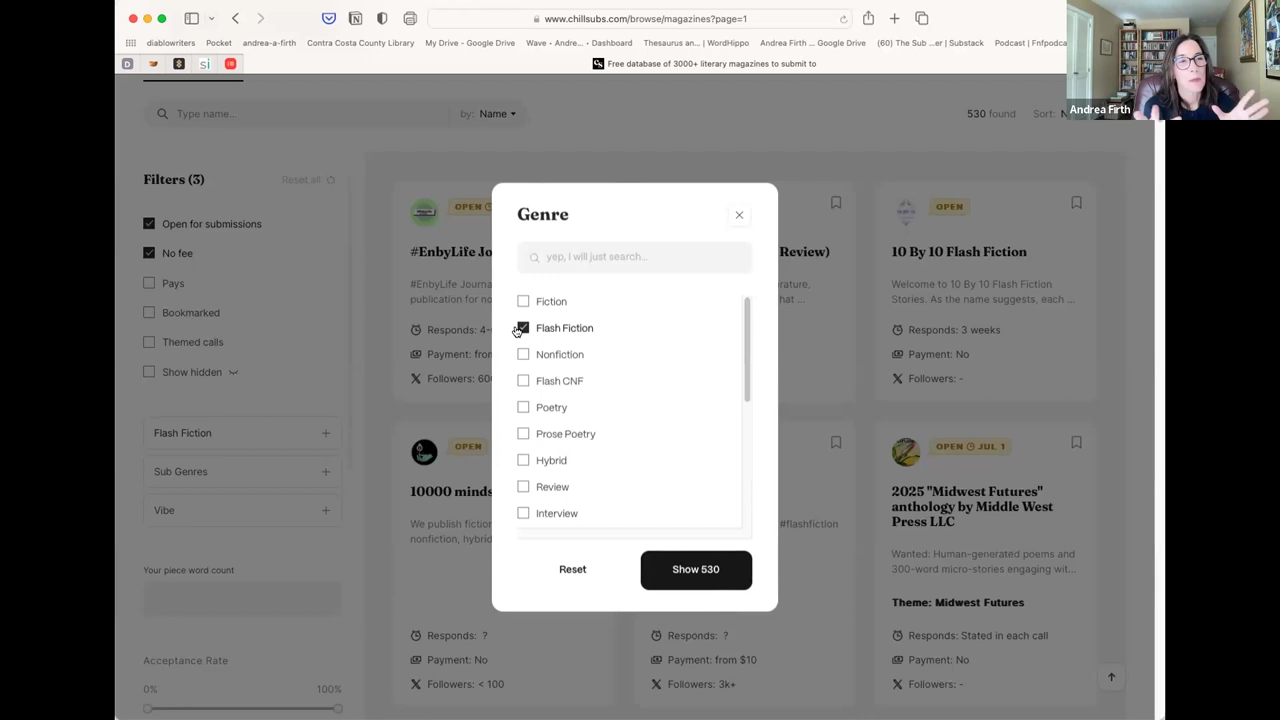 www.chillsubs.com/browse/magazines?page=1
diablowriters
Pocket
andrea-a-firth
Contra Costa County Library
My Drive - Google Drive
Wave • Andre... • Dashboard
Thesaurus an... | WordHippo
Andrea Firth ... Google Drive
(60) The Sub ...er | Substack
Podcast | Fnfpodca
Free database of 3000+ literary magazines to submit to
Andrea Firth
Type name...
by: Name
530 found
Sort:
Filters (3)
Reset all
Open for submissions
No fee
Pays
Bookmarked
Themed calls
Show hidden
Flash Fiction +
Sub Genres +
Vibe +
Your piece word count
Acceptance Rate
0%
100%
OPEN
#EnbyLife Jo
#EnbyLife Journa
publication for no
Responds: 4-
Payment: from
Followers: 600
Genre
yep, I will just search...
Fiction
Flash Fiction
Nonfiction
Flash CNF
Poetry
Prose Poetry
Hybrid
Review
Interview
Reset
Show 530
Review)
rature,
that ...
OPEN
10 By 10 Flash Fiction
Welcome to 10 By 10 Flash Fiction
Stories. As the name suggests, each ...
Responds: 3 weeks
Payment: No
Followers: -
OPEN
10000 minds
We publish fiction
nonfiction, hybrid
Responds: ?
Payment: No
Followers: < 100
#flashfiction
Responds: ?
Payment: from $10
Followers: 3k+
OPEN JUL 1
2025 "Midwest Futures"
anthology by Middle West
Press LLC
Wanted: Human-generated poems and
300-word micro-stories engaging wit...
Theme: Midwest Futures
Responds: Stated in each call
Payment: No
Followers: -